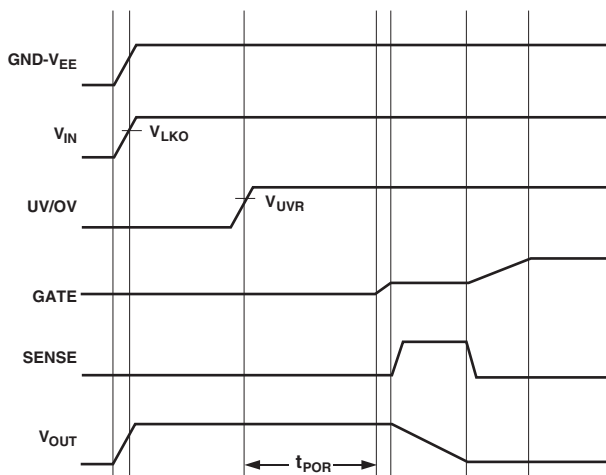 GND-VEE
VIN
VLKO
UV/OV
VUVR
GATE
SENSE
VOUT
tPOR